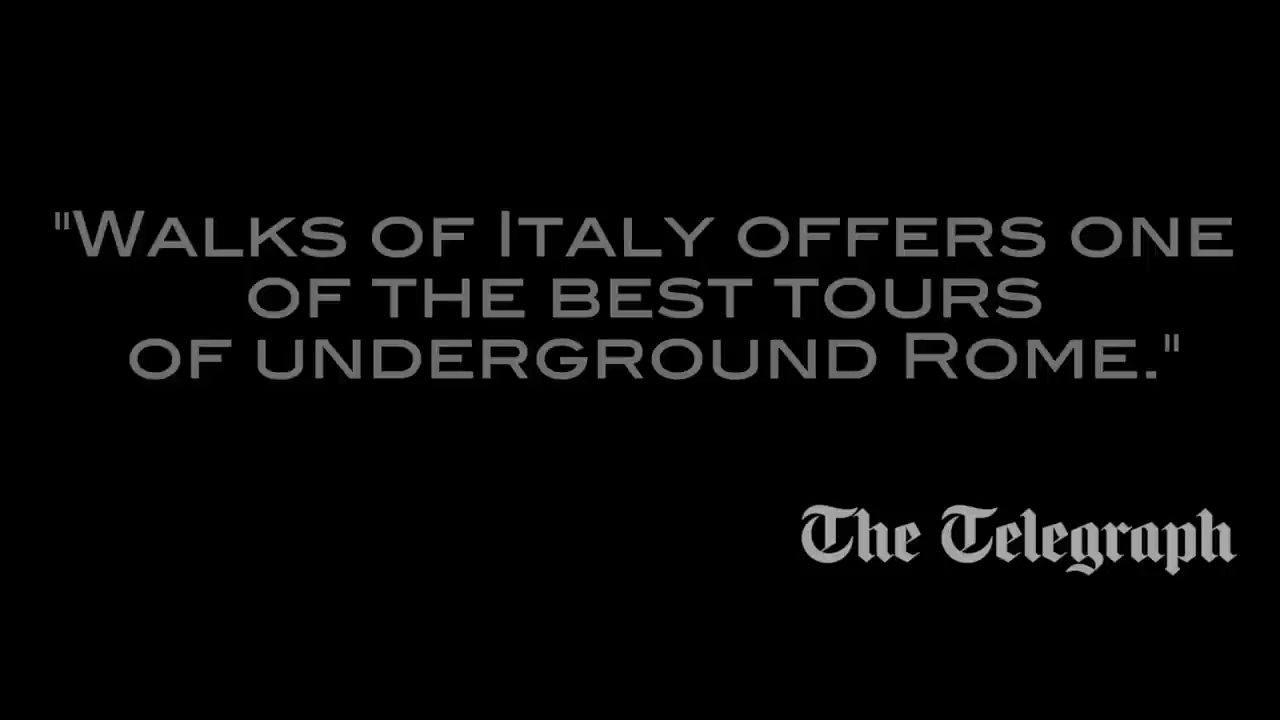 "Walks of Italy offers one
of the best tours
of underground Rome."
The Telegraph